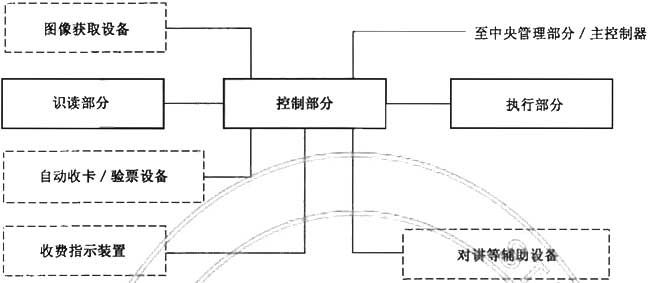 图像获取设备
至中央管理部分/主控制器
识读部分
控制部分
执行部分
自动收卡/验票设备
收费指示装置
对讲等辅助设备